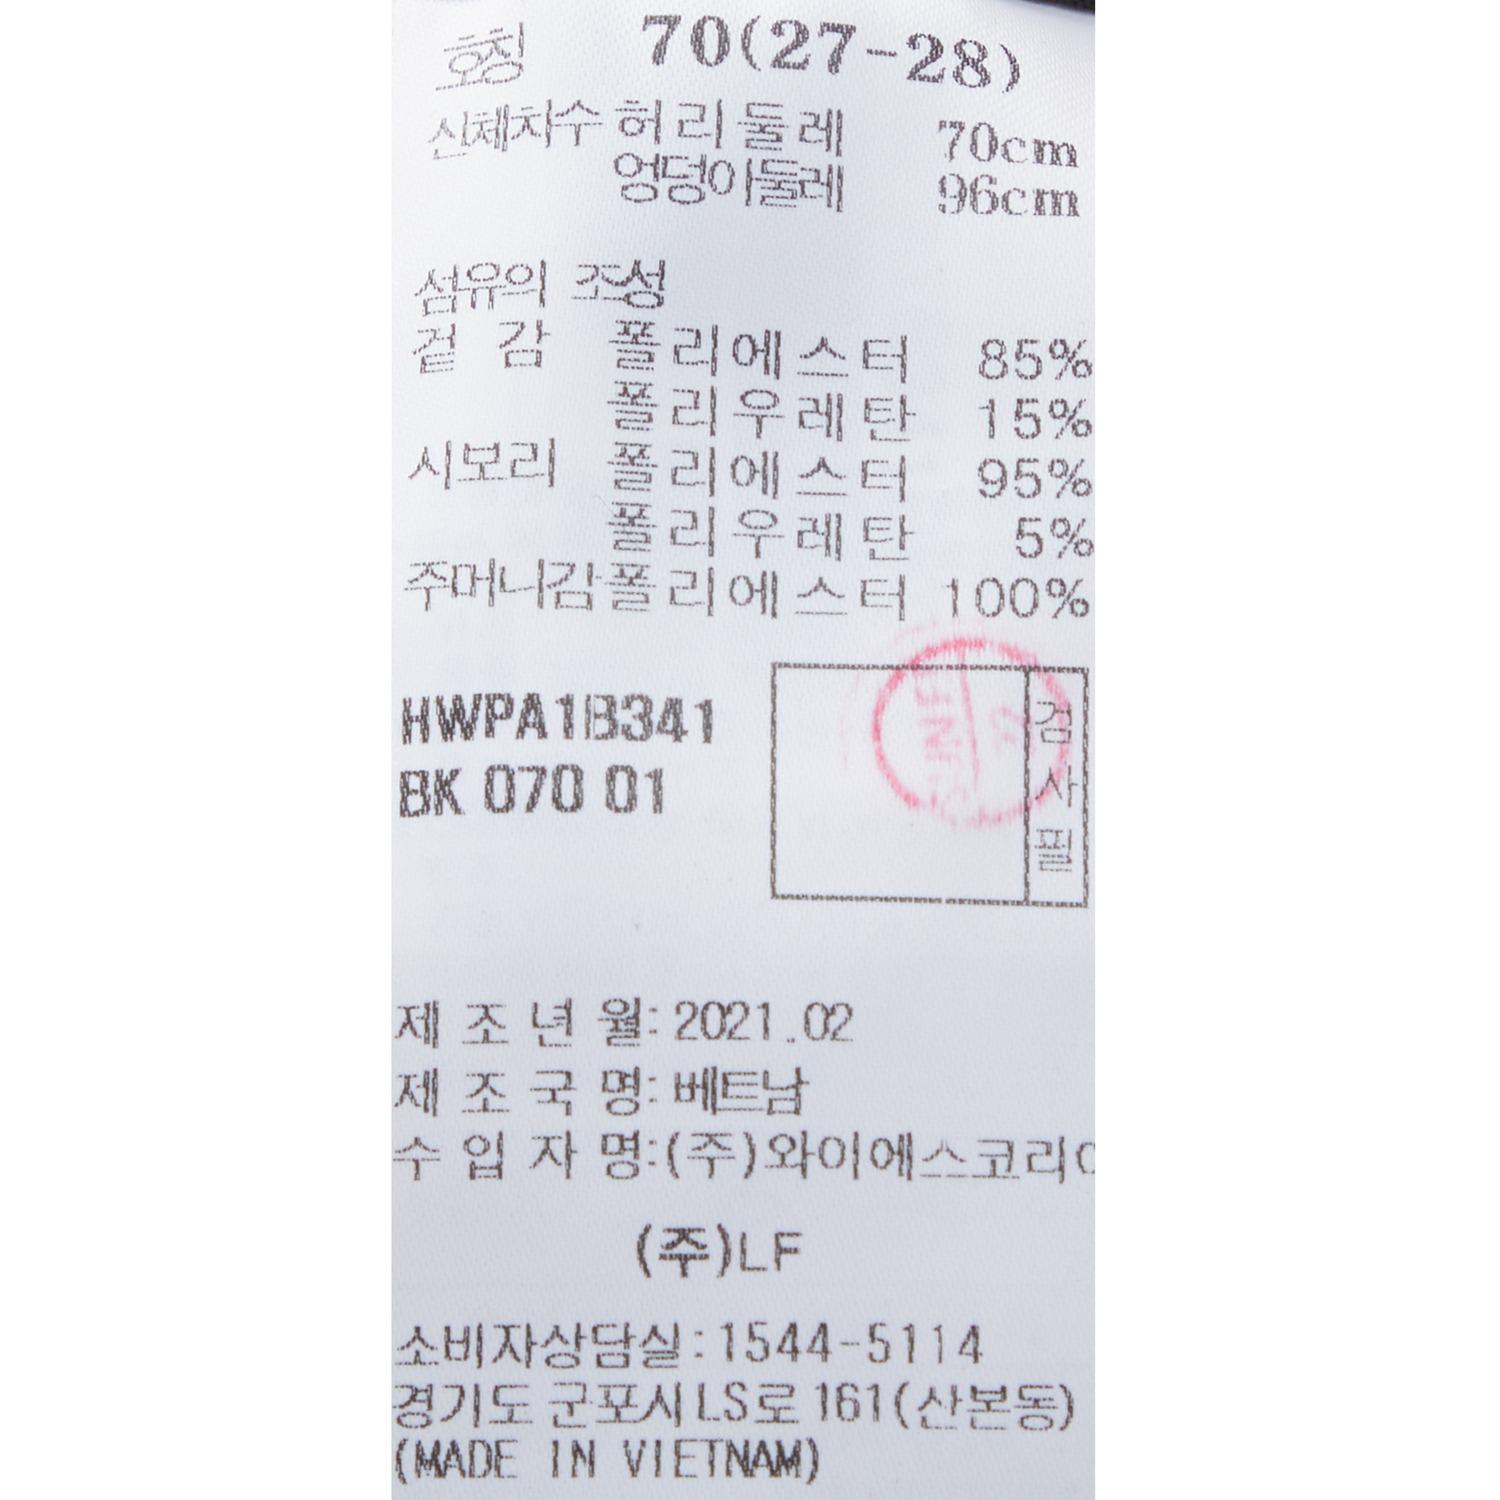 호칭 70(27-28)
신체치수 허리둘레 70cm
엉덩이둘레 96cm
섬유의 조성
겉감 폴리에스터 85%
폴리우레탄 15%
시보리 폴리에스터 95%
폴리우레탄 5%
주머니감 폴리에스터 100%
HWPA1B341
BK 070 01
검사필
제조년월: 2021.02
제조국명: 베트남
수입자명: (주)와이에스코리
(주)LF
소비자상담실: 1544-5114
경기도 군포시 LS로 161(산본동)
(MADE IN VIETNAM)